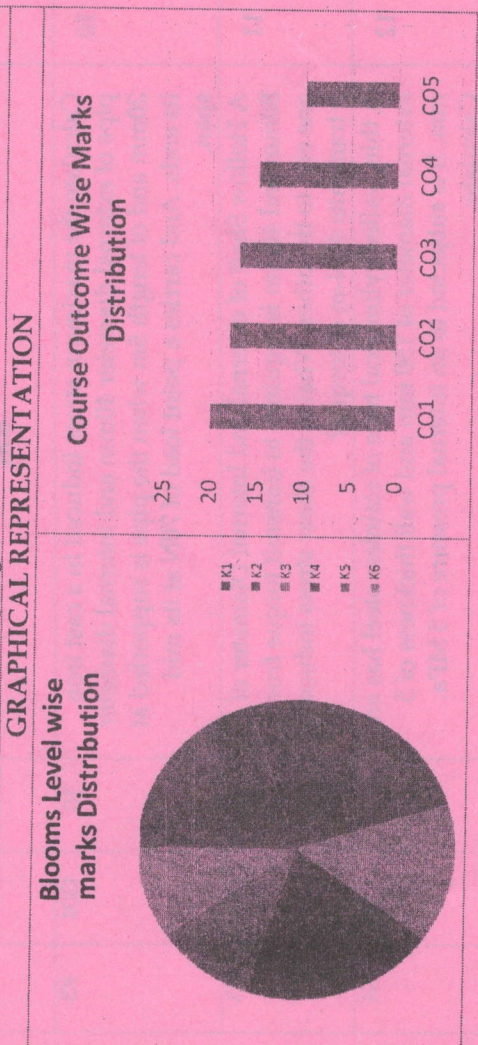 GRAPHICAL REPRESENTATION
Blooms Level wise
marks Distribution
K1
K2
K3
K4
K5
K6
Course Outcome Wise Marks
Distribution
25
20
15
10
5
0
CO1
CO2
CO3
CO4
CO5